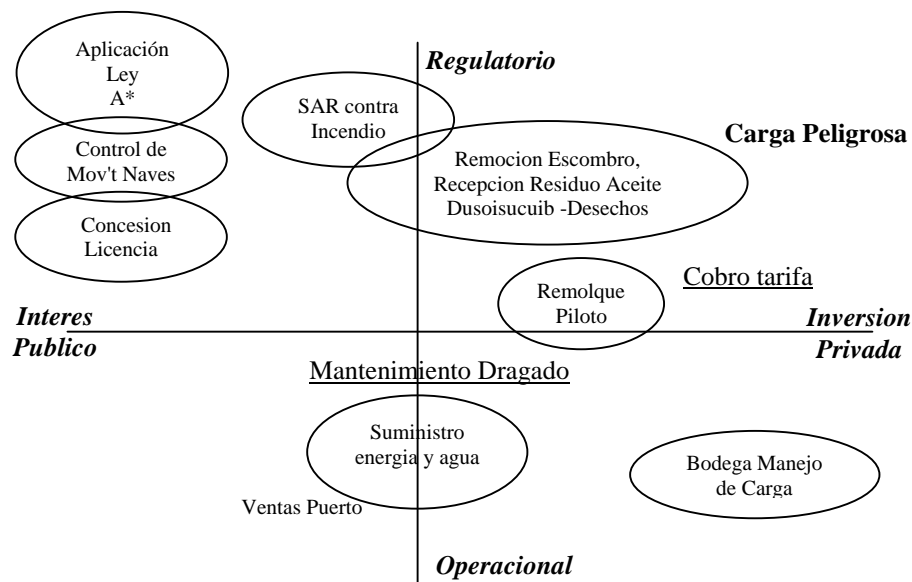 Aplicación
Ley
A*
Regulatorio
SAR contra
Incendio
Carga Peligrosa
Control de
Mov't Naves
Remocion Escombro,
Recepcion Residuo Aceite
Dusoisucuib -Desechos
Concesion
Licencia
Cobro tarifa
Remolque
Piloto
Interes
Publico
Inversion
Privada
Mantenimiento Dragado
Suministro
energia y agua
Bodega Manejo
de Carga
Ventas Puerto
Operacional